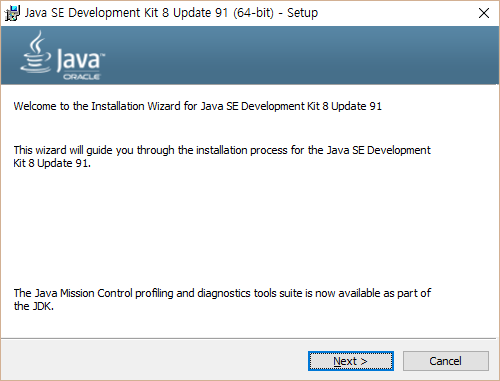 Java SE Development Kit 8 Update 91 (64-bit) - Setup
Java™
ORACLE
Welcome to the Installation Wizard for Java SE Development Kit 8 Update 91
This wizard will guide you through the installation process for the Java SE Development
Kit 8 Update 91.
The Java Mission Control profiling and diagnostics tools suite is now available as part of
the JDK.
Next >
Cancel